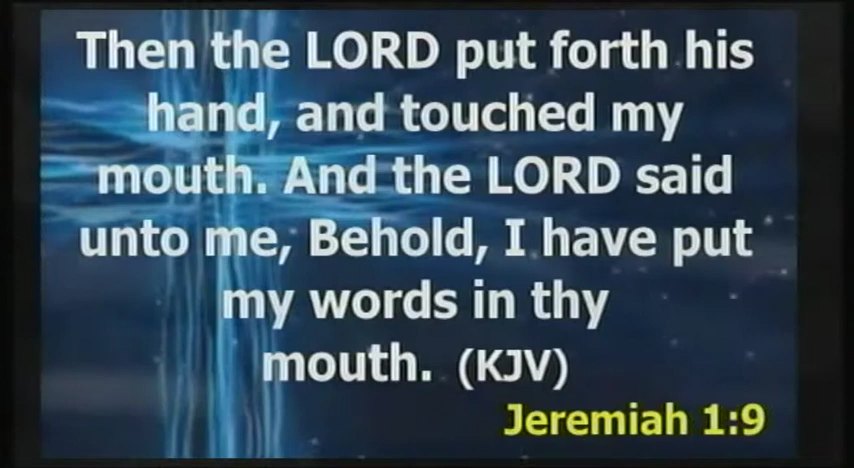 Then the LORD put forth his
hand, and touched my
mouth. And the LORD said
unto me, Behold, I have put
my words in thy
mouth. (KJV)
Jeremiah 1:9